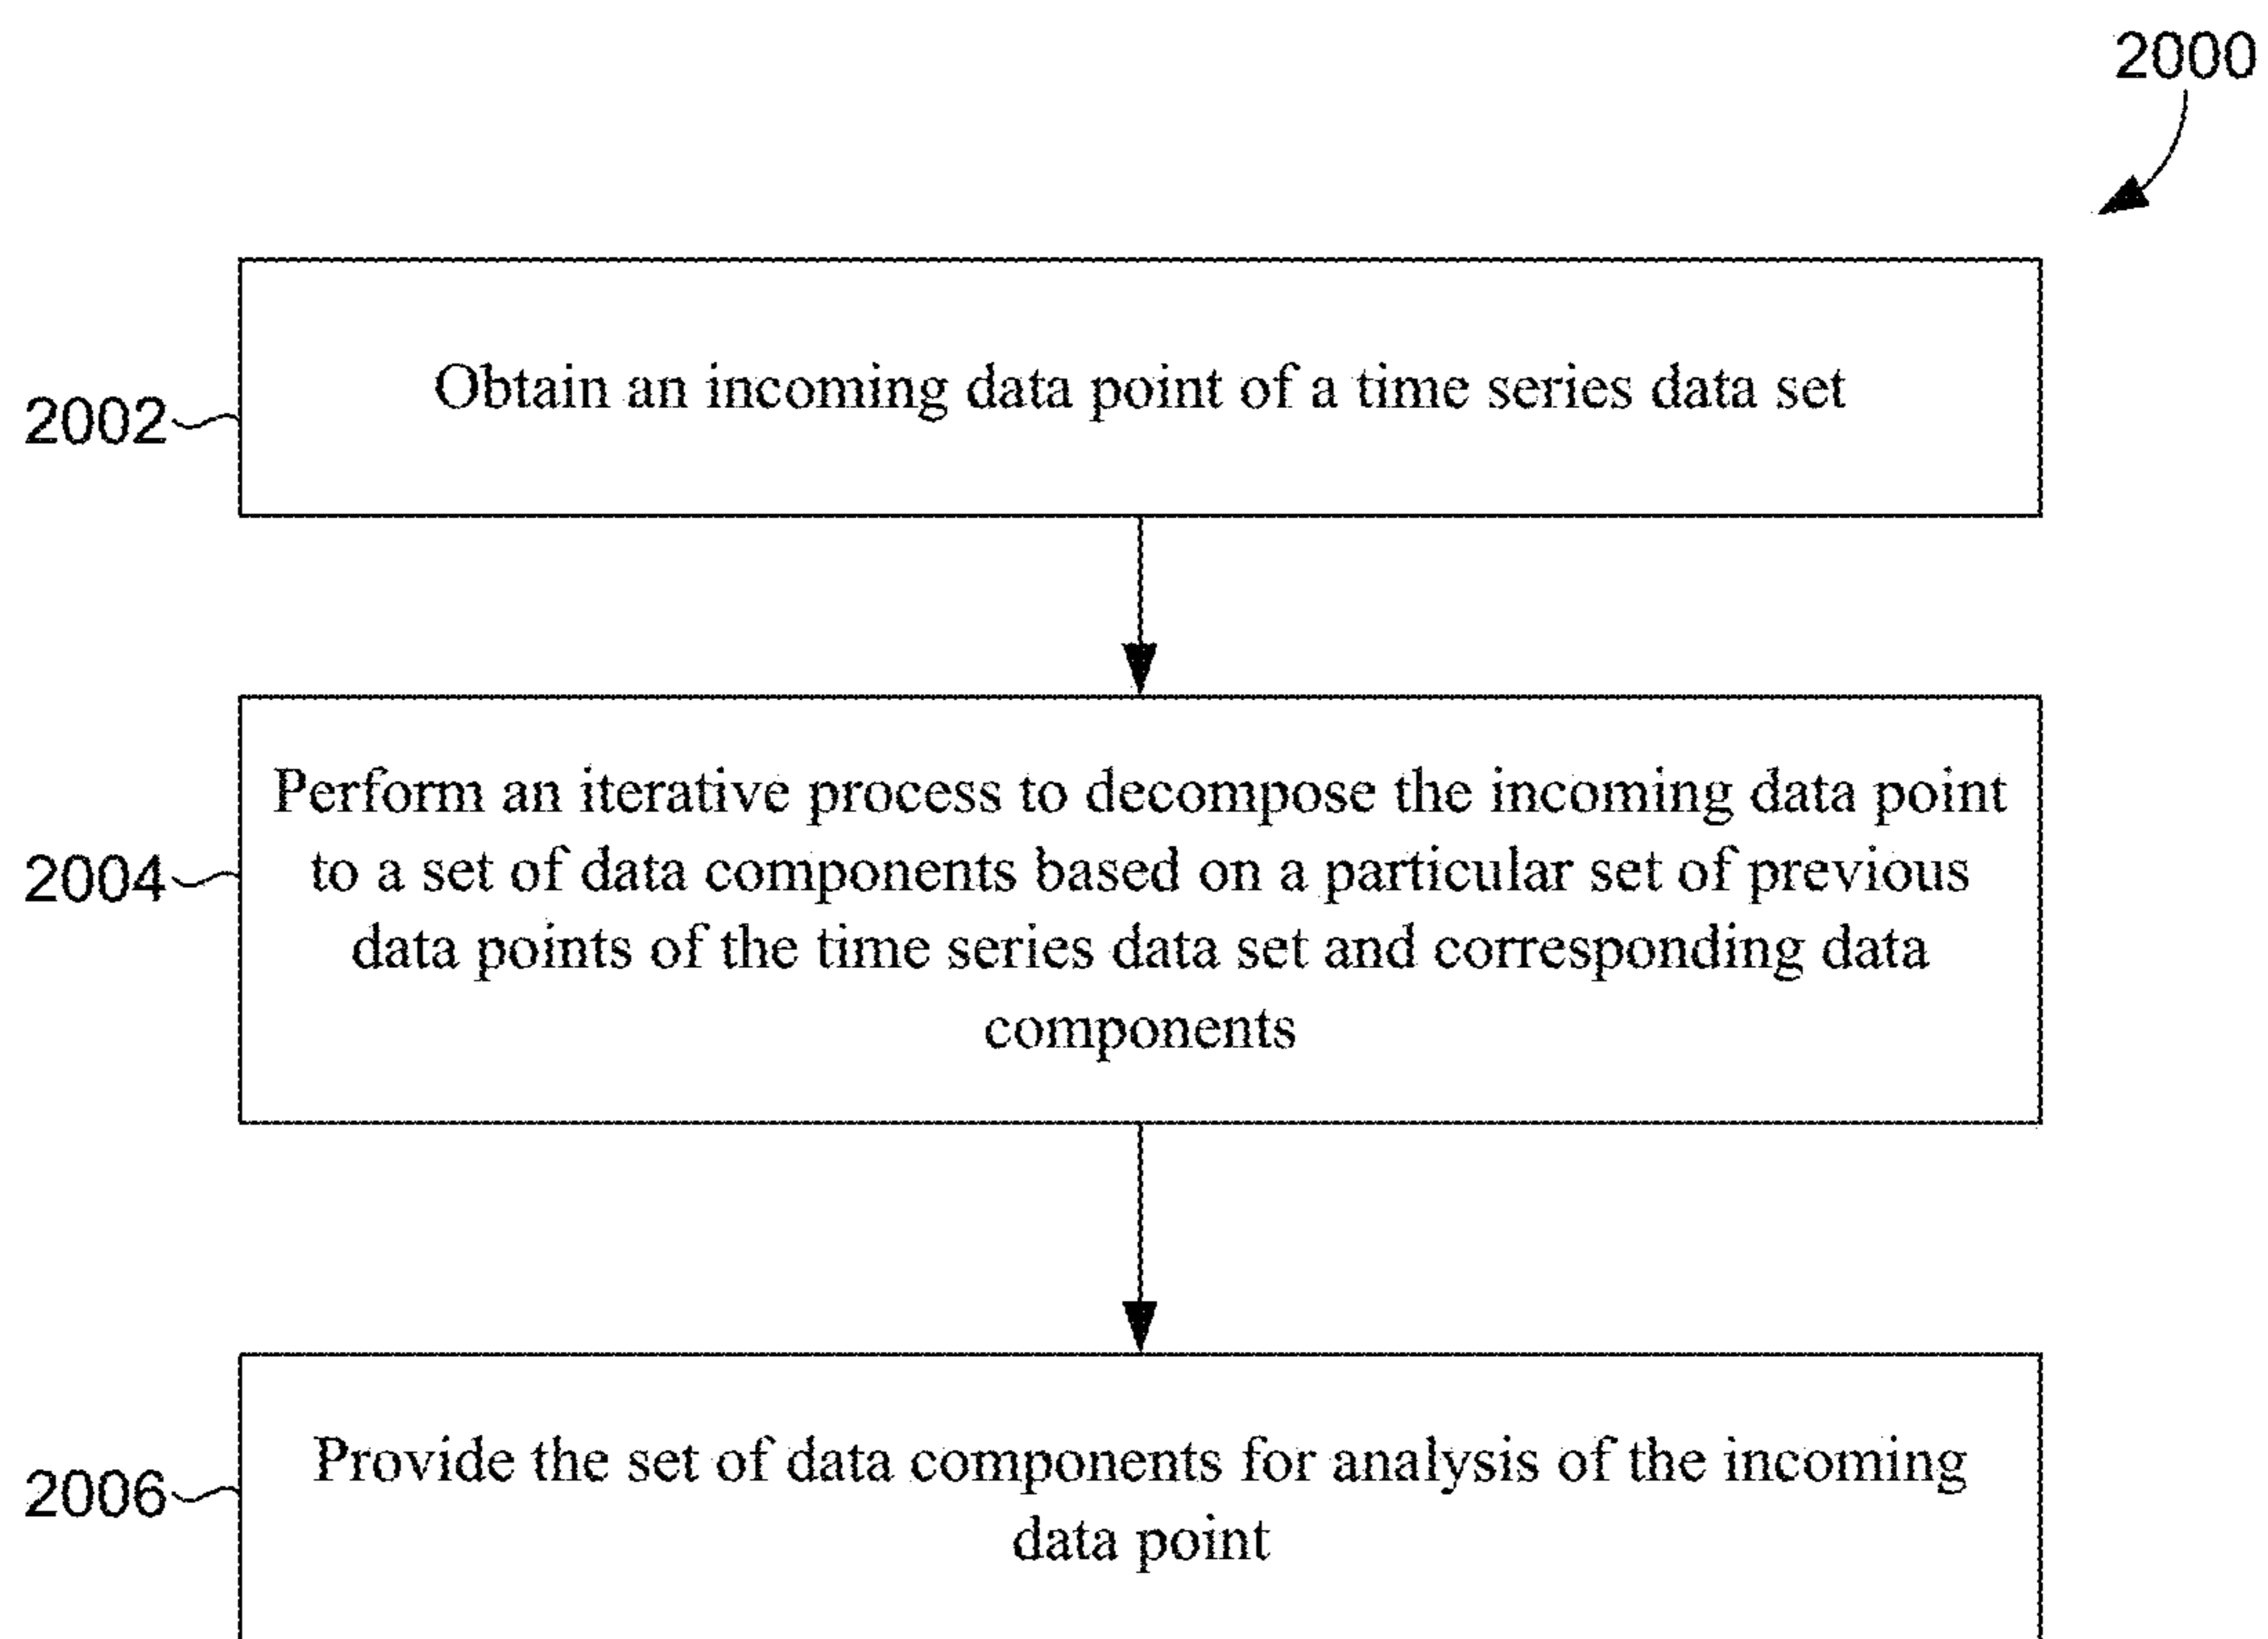 2000
2002
Obtain an incoming data point of a time series data set
2004
Perform an iterative process to decompose the incoming data point
to a set of data components based on a particular set of previous
data points of the time series data set and corresponding data
components
2006
Provide the set of data components for analysis of the incoming
data point